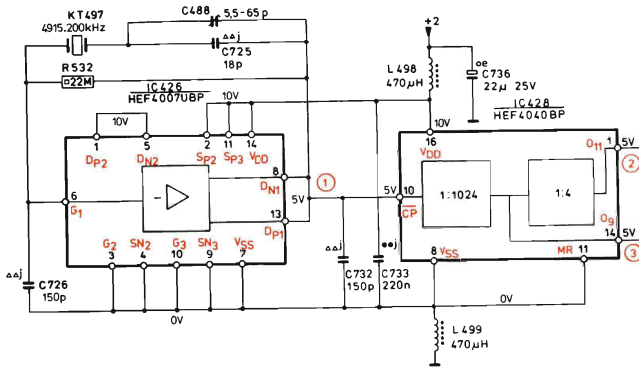 KT497
4915.200kHz
C488
5,5-65p
△△j
C725
18p
R532
□22M
IC426
HEF4007UBP
+2
L498
470µH
oe
C736
22µ 25V
IC428
HEF4040BP
10V
10V
10V
1
5
2
11
14
16
DP2
DN2
SP2
SP3
VDD
VDD
O11
1
5V
2
8
DN1
1
6
G1
5V
5V
10
CP
1:1024
1:4
13
DP1
O9
14
5V
3
G2
SN2
G3
SN3
VSS
3
4
10
9
7
8
VSS
MR
11
△△j
C726
150p
△△j
C732
150p
●●j
C733
220n
0V
0V
L499
470µH